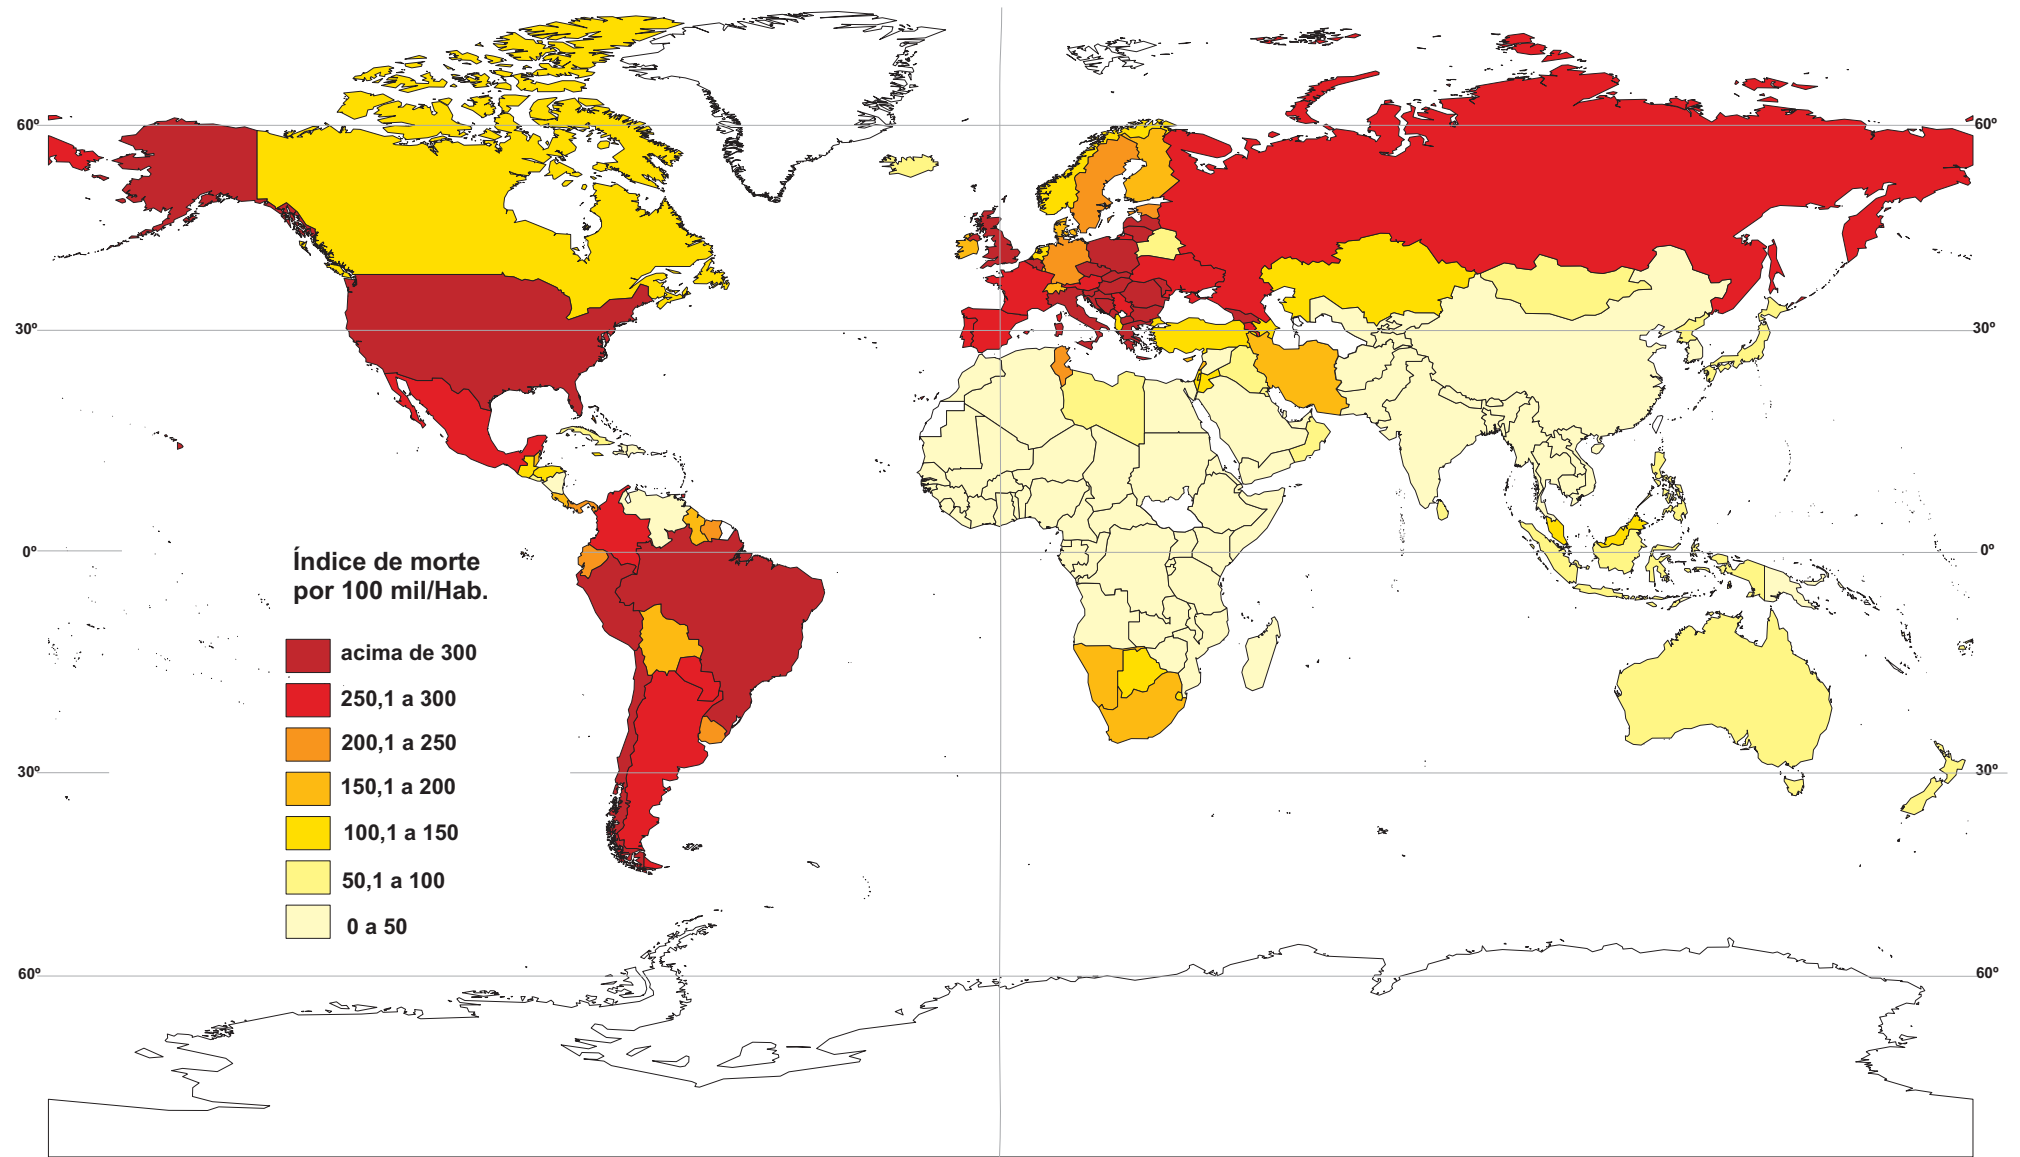 60º
60º
30º
30º
0º
0º
Índice de morte
por 100 mil/Hab.
acima de 300
250,1 a 300
200,1 a 250
150,1 a 200
100,1 a 150
50,1 a 100
0 a 50
30º
30º
60º
60º